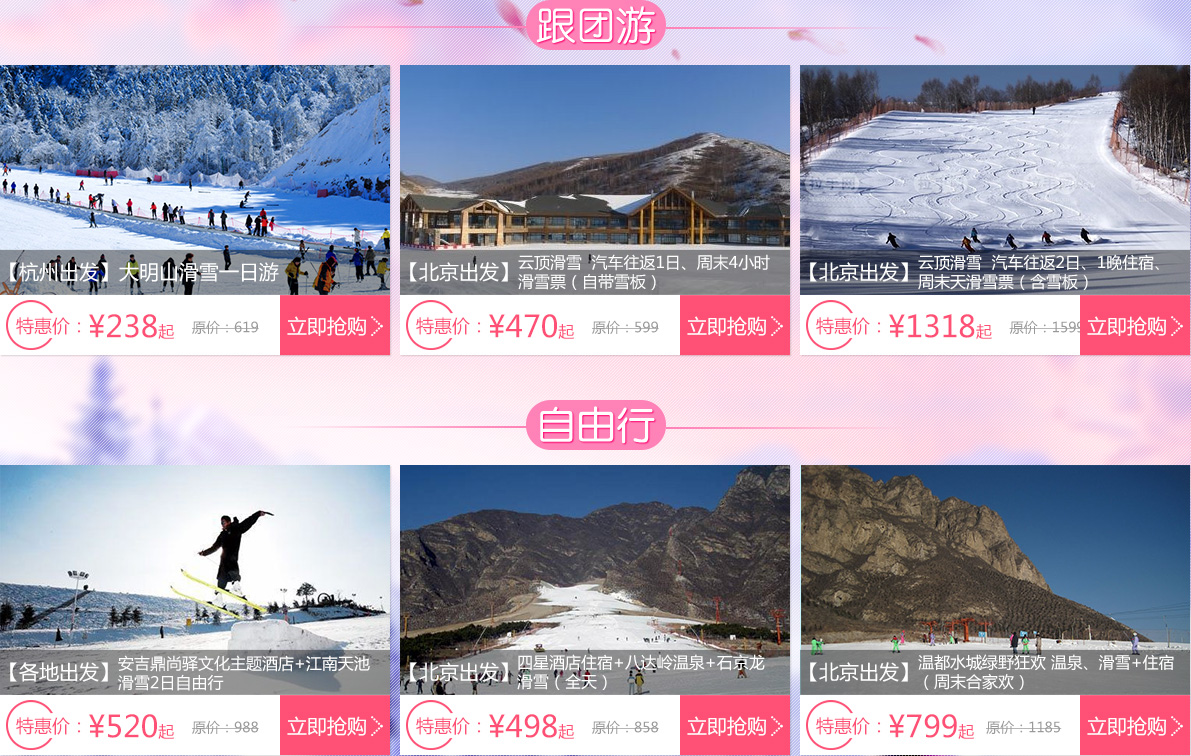 跟团游
【杭州出发】大明山滑雪一日游
特惠价：¥238起 原价：619 立即抢购
【北京出发】云顶滑雪 汽车往返1日、周末4小时
滑雪票（自带雪板）
特惠价：¥470起 原价：599 立即抢购
【北京出发】云顶滑雪 汽车往返2日、1晚住宿、
周末天滑雪票（含雪板）
特惠价：¥1318起 原价：1599 立即抢购
自由行
【各地出发】安吉鼎尚驿文化主题酒店+江南天池
滑雪2日自由行
特惠价：¥520起 原价：988 立即抢购
【北京出发】四星酒店住宿+八达岭温泉+石京龙
滑雪（全天）
特惠价：¥498起 原价：858 立即抢购
【北京出发】温都水城绿野狂欢 温泉、滑雪+住宿
（周末合家欢）
特惠价：¥799起 原价：1185 立即抢购